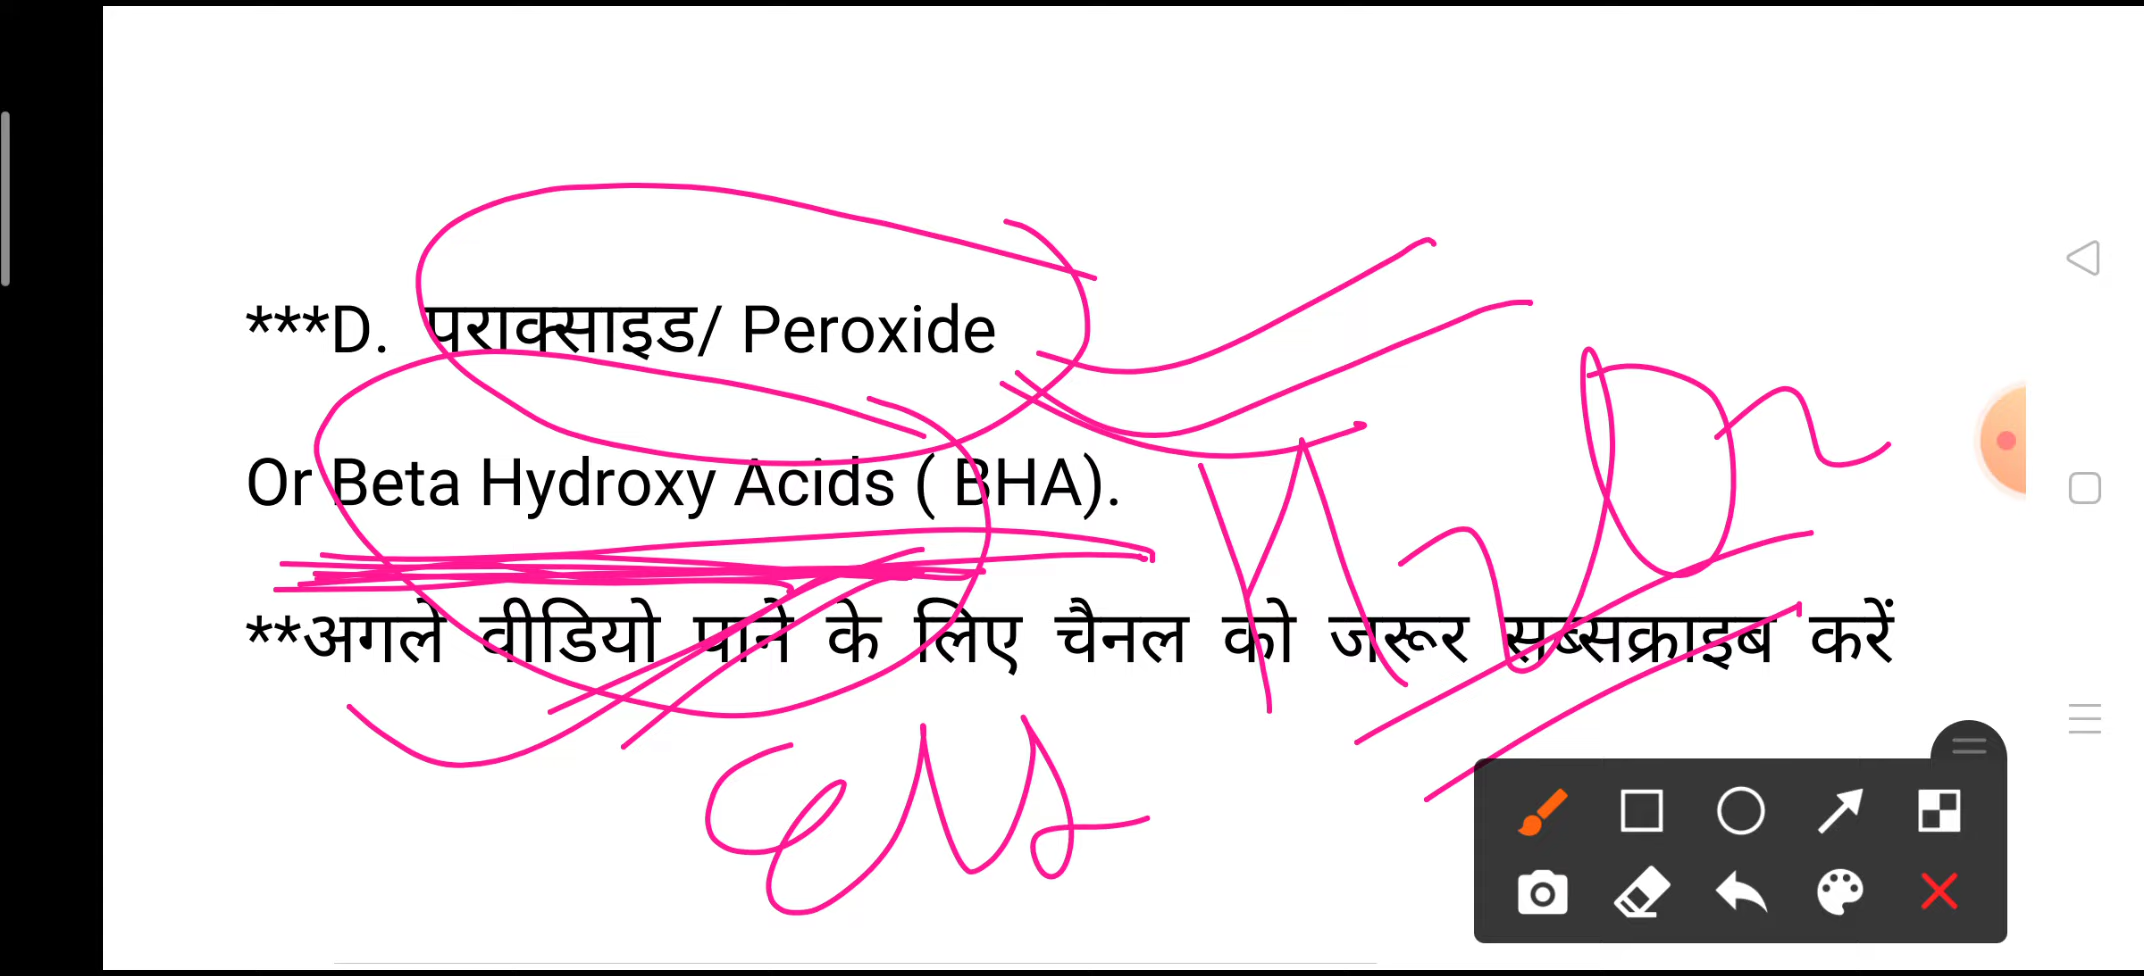 ***D. पराक्साइड/ Peroxide
Or Beta Hydroxy Acids ( BHA).
**अगले वीडियो पाने के लिए चैनल को जरूर सब्सक्राइब करें